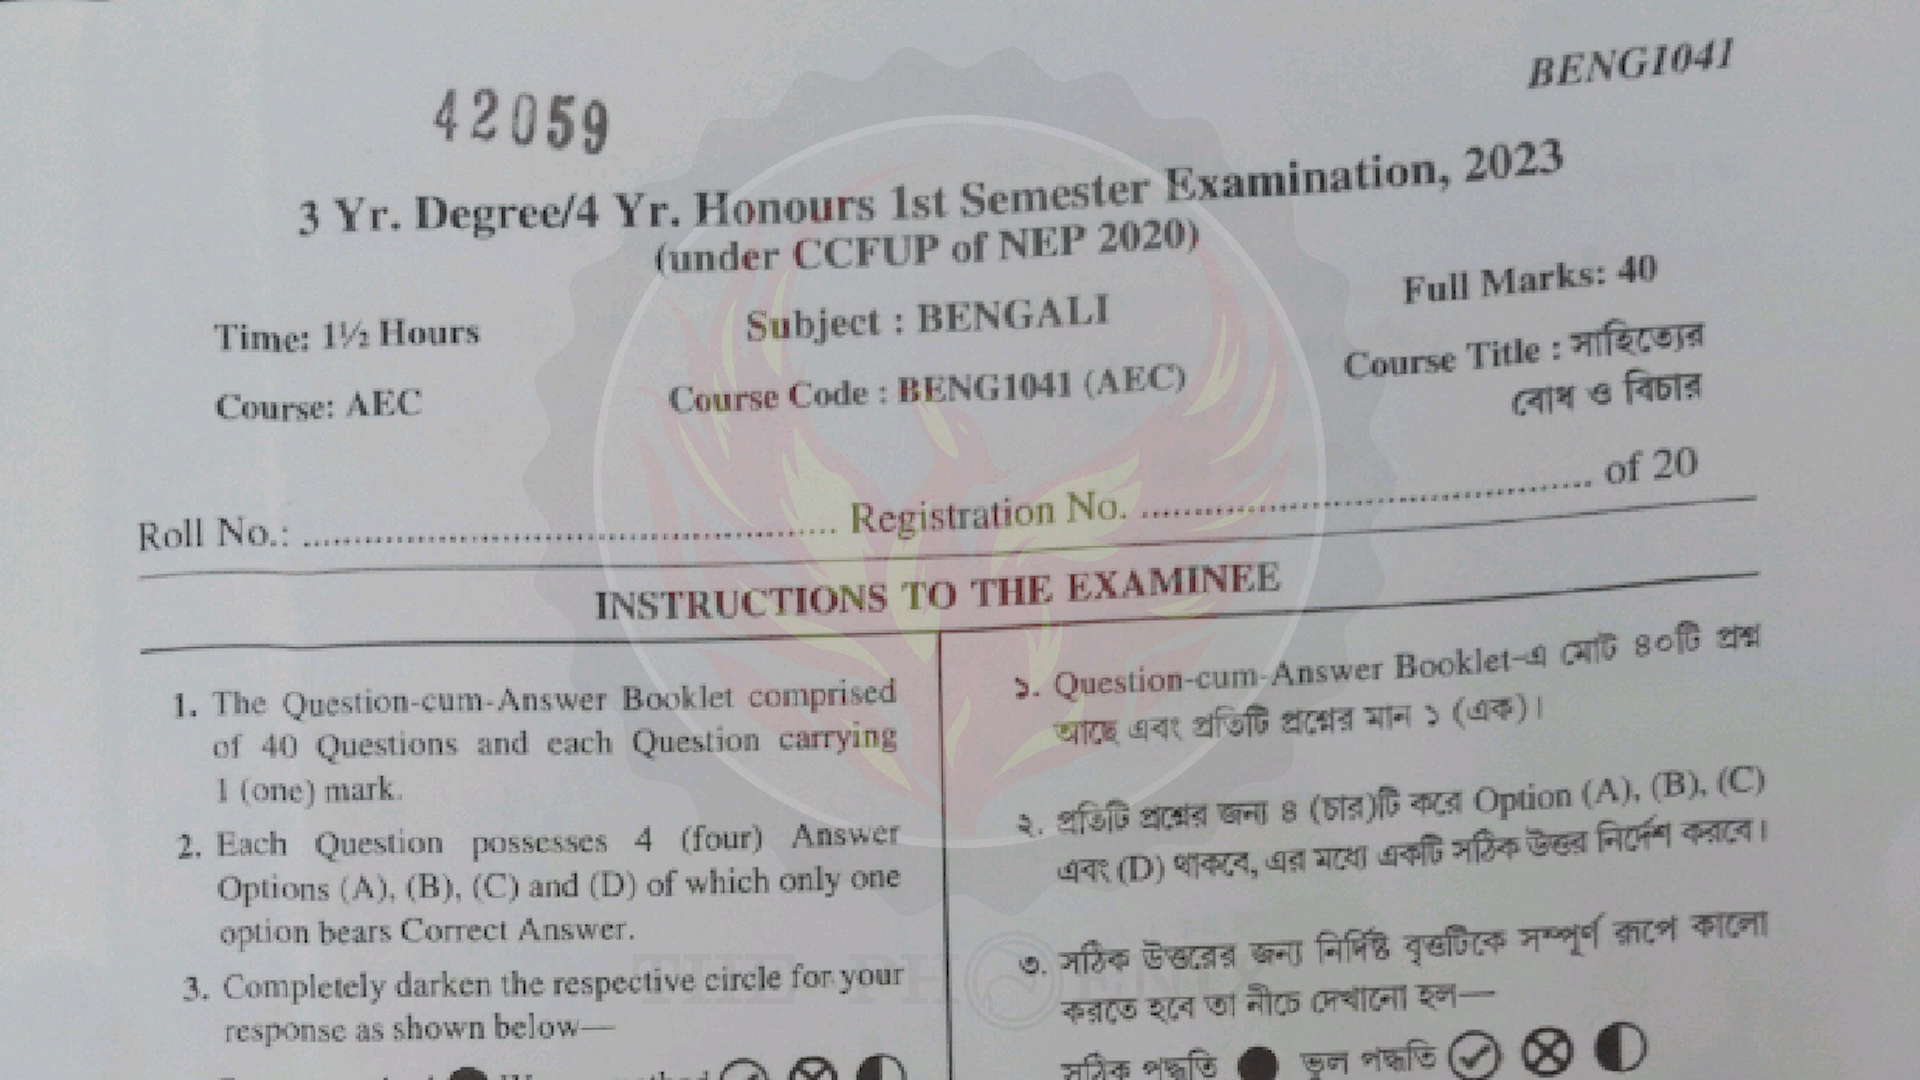 BENG1041
42059
3 Yr. Degree/4 Yr. Honours 1st Semester Examination, 2023
(under CCFUP of NEP 2020)
Time: 1½ Hours
Subject : BENGALI
Full Marks: 40
Course: AEC
Course Code : BENG1041 (AEC)
Course Title : সাহিত্যের
বোধ ও বিচার
Roll No.: .......................................... Registration No. .......................................... of 20
INSTRUCTIONS TO THE EXAMINEE
1. The Question-cum-Answer Booklet comprised
of 40 Questions and each Question carrying
1 (one) mark.
2. Each Question possesses 4 (four) Answer
Options (A), (B), (C) and (D) of which only one
option bears Correct Answer.
3. Completely darken the respective circle for your
response as shown below—
১. Question-cum-Answer Booklet-এ মোট ৪০টি প্রশ্ন
আছে এবং প্রতিটি প্রশ্নের মান ১ (এক)।
২. প্রতিটি প্রশ্নের জন্য ৪ (চার)টি করে Option (A), (B), (C)
এবং (D) থাকবে, এর মধ্যে একটি সঠিক উত্তর নির্দেশ করবে।
৩. সঠিক উত্তরের জন্য নির্দিষ্ট বৃত্তটিকে সম্পূর্ণ রূপে কালো
করতে হবে তা নীচে দেখানো হল—
সঠিক পদ্ধতি ভুল পদ্ধতি
THE PHOENIX